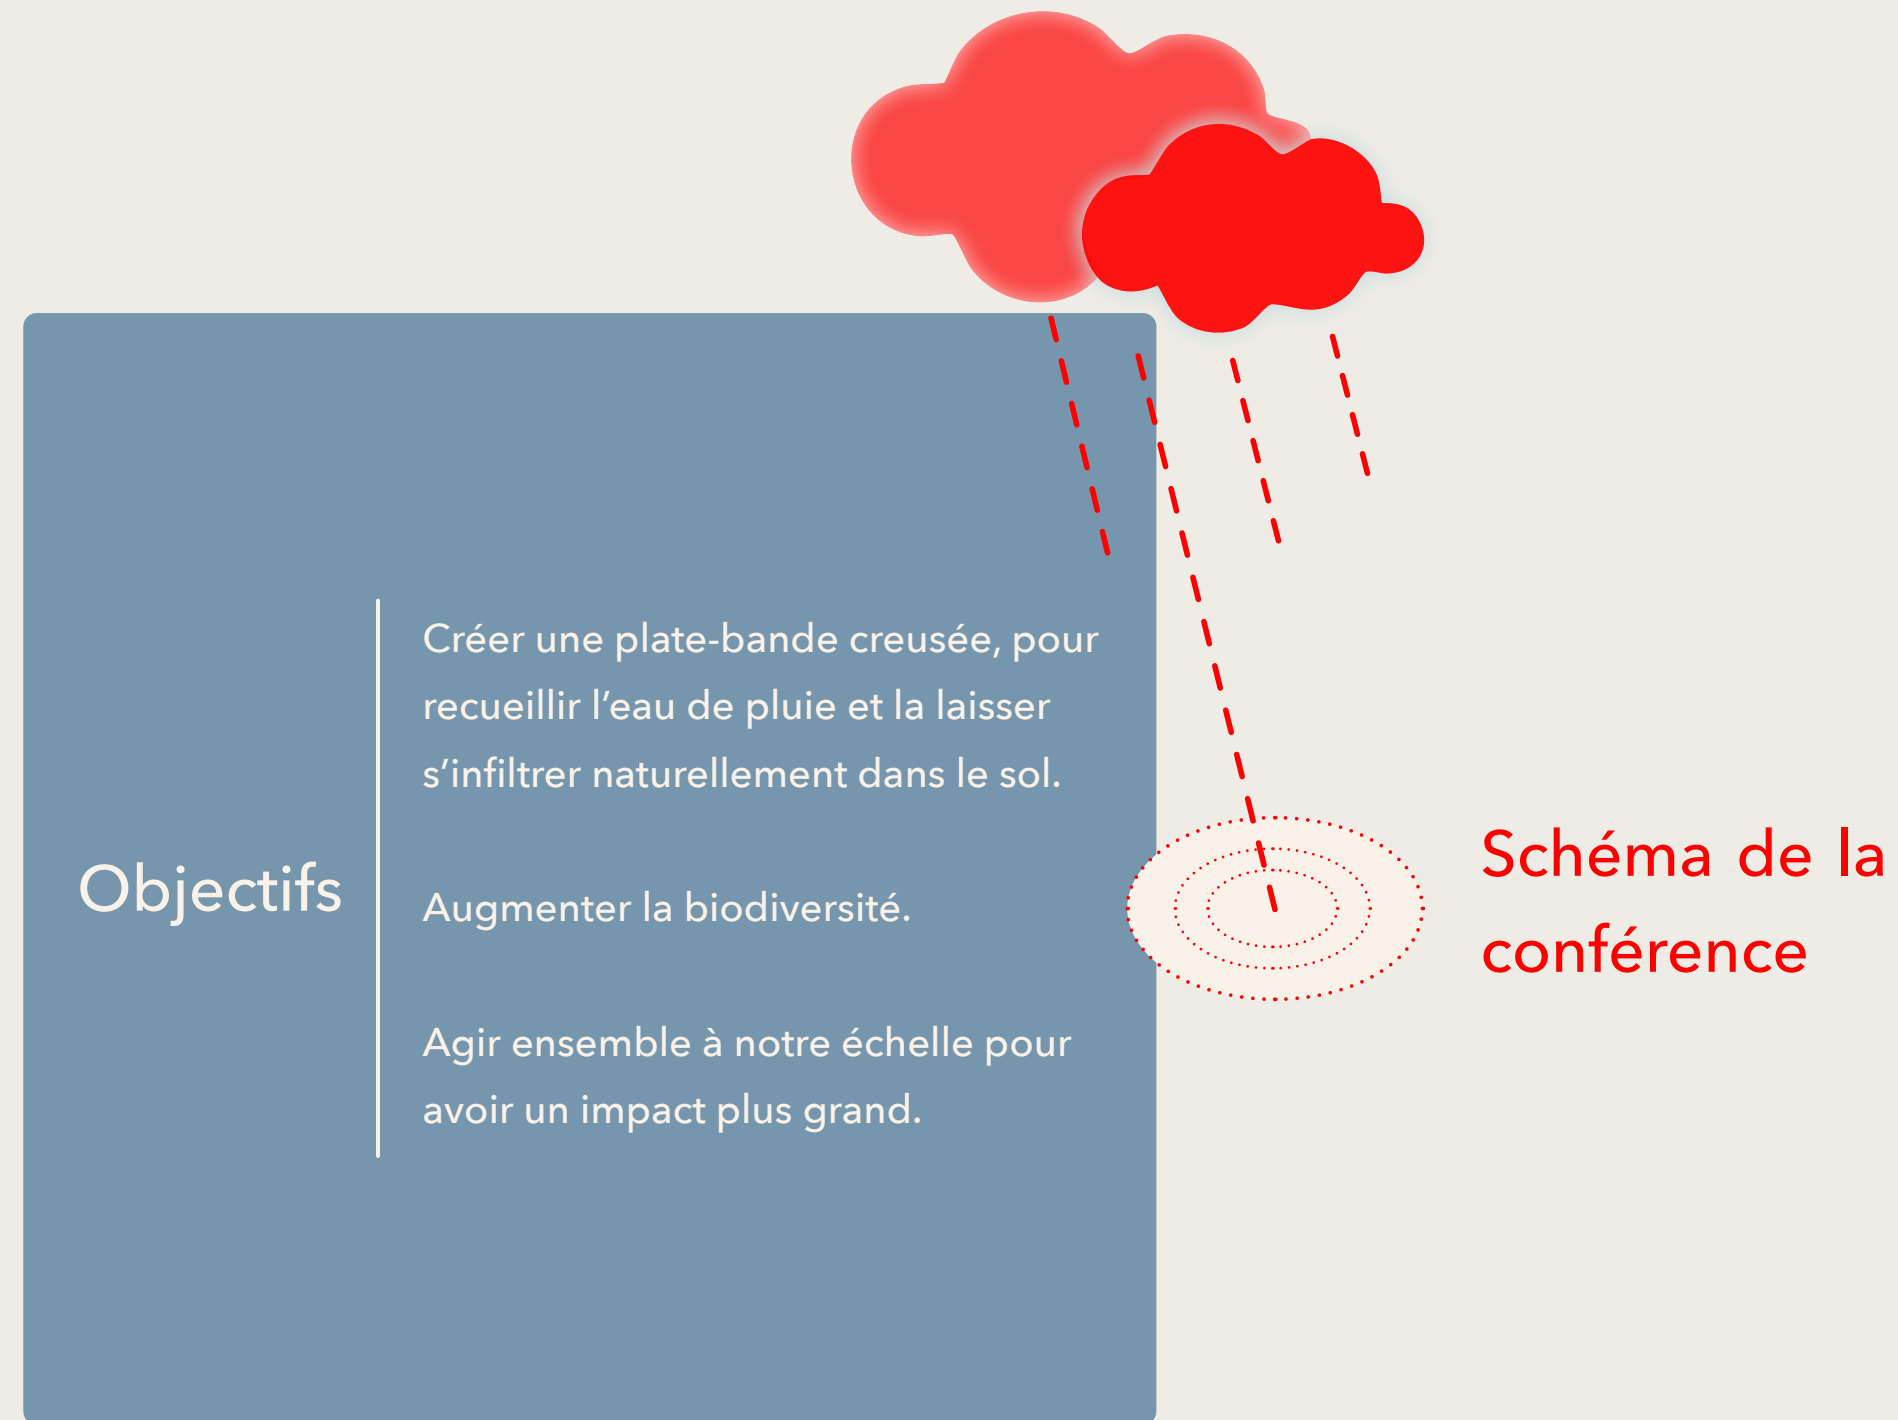 Objectifs
Créer une plate-bande creusée, pour
recueillir l’eau de pluie et la laisser
s’infiltrer naturellement dans le sol.
Augmenter la biodiversité.
Agir ensemble à notre échelle pour
avoir un impact plus grand.
Schéma de la
conférence